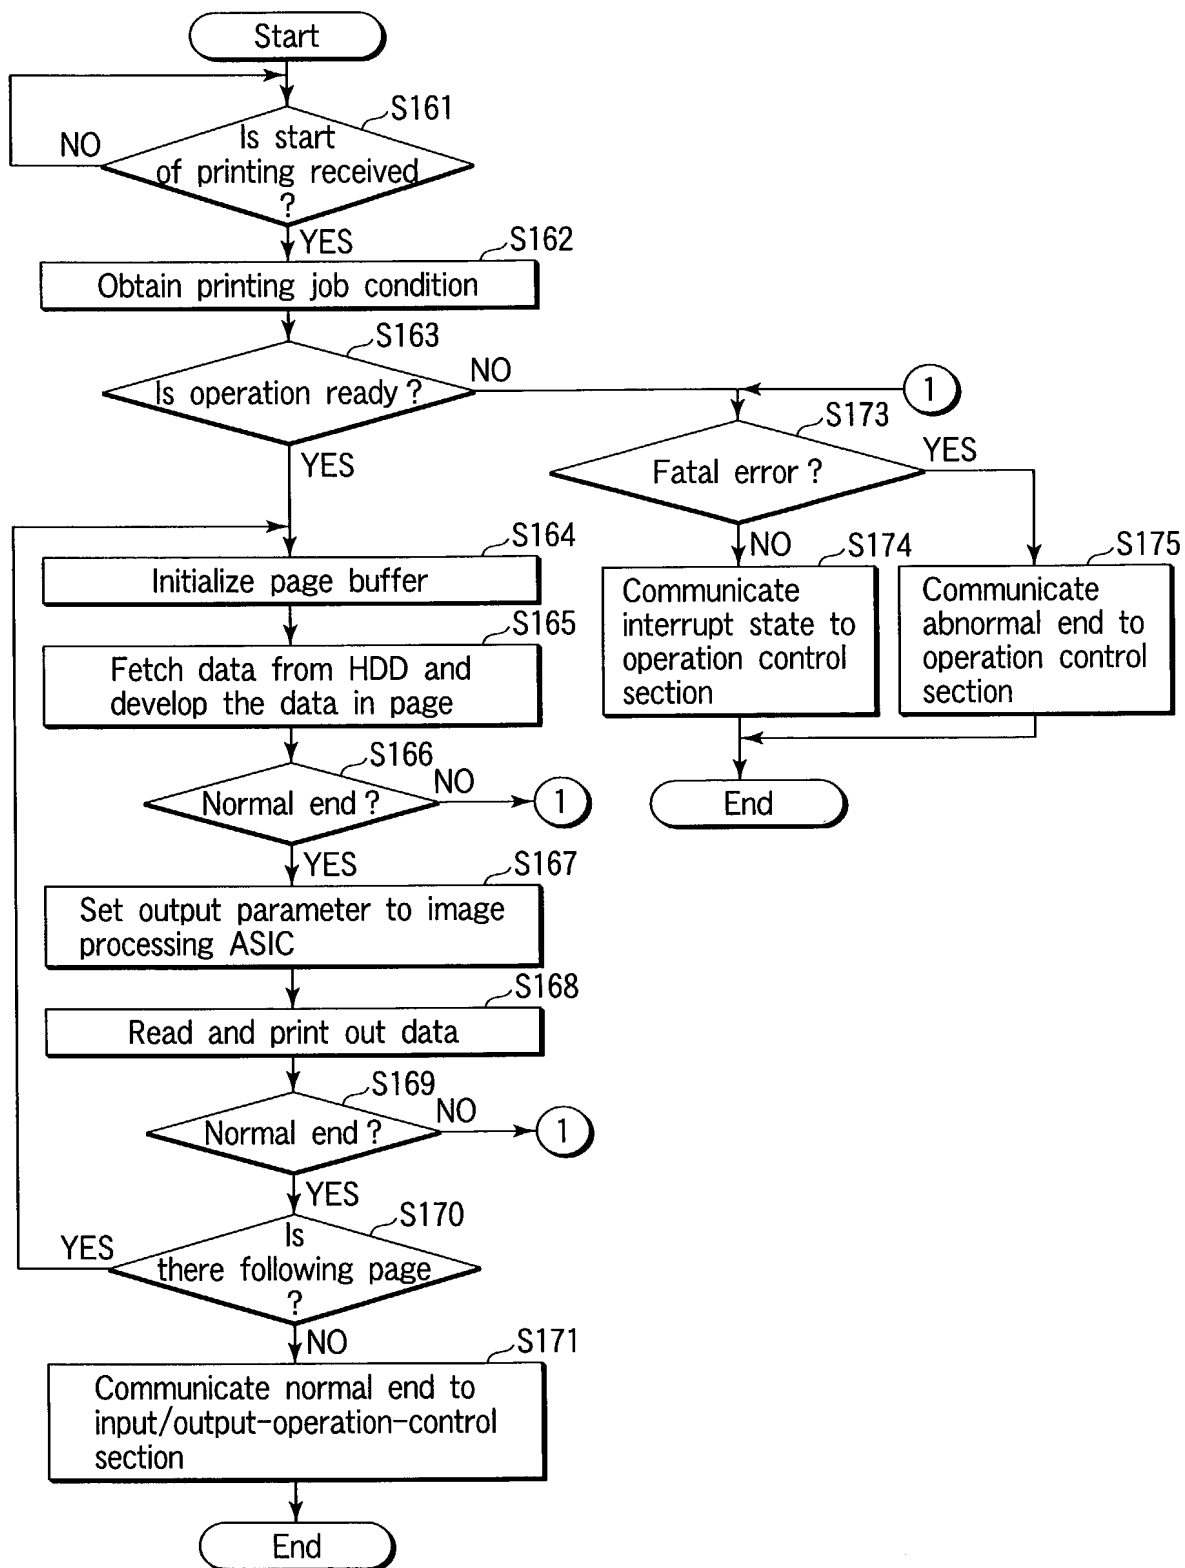 Start
S161
Is start
of printing received
?
NO
YES
S162
Obtain printing job condition
S163
Is operation ready?
NO
1
YES
S173
Fatal error?
YES
NO
S164
Initialize page buffer
S174
Communicate
interrupt state to
operation control
section
S175
Communicate
abnormal end to
operation control
section
End
S165
Fetch data from HDD and
develop the data in page
S166
Normal end?
NO
1
YES
S167
Set output parameter to image
processing ASIC
S168
Read and print out data
S169
Normal end?
NO
1
YES
S170
Is
there following page
?
YES
NO
S171
Communicate normal end to
input/output-operation-control
section
End